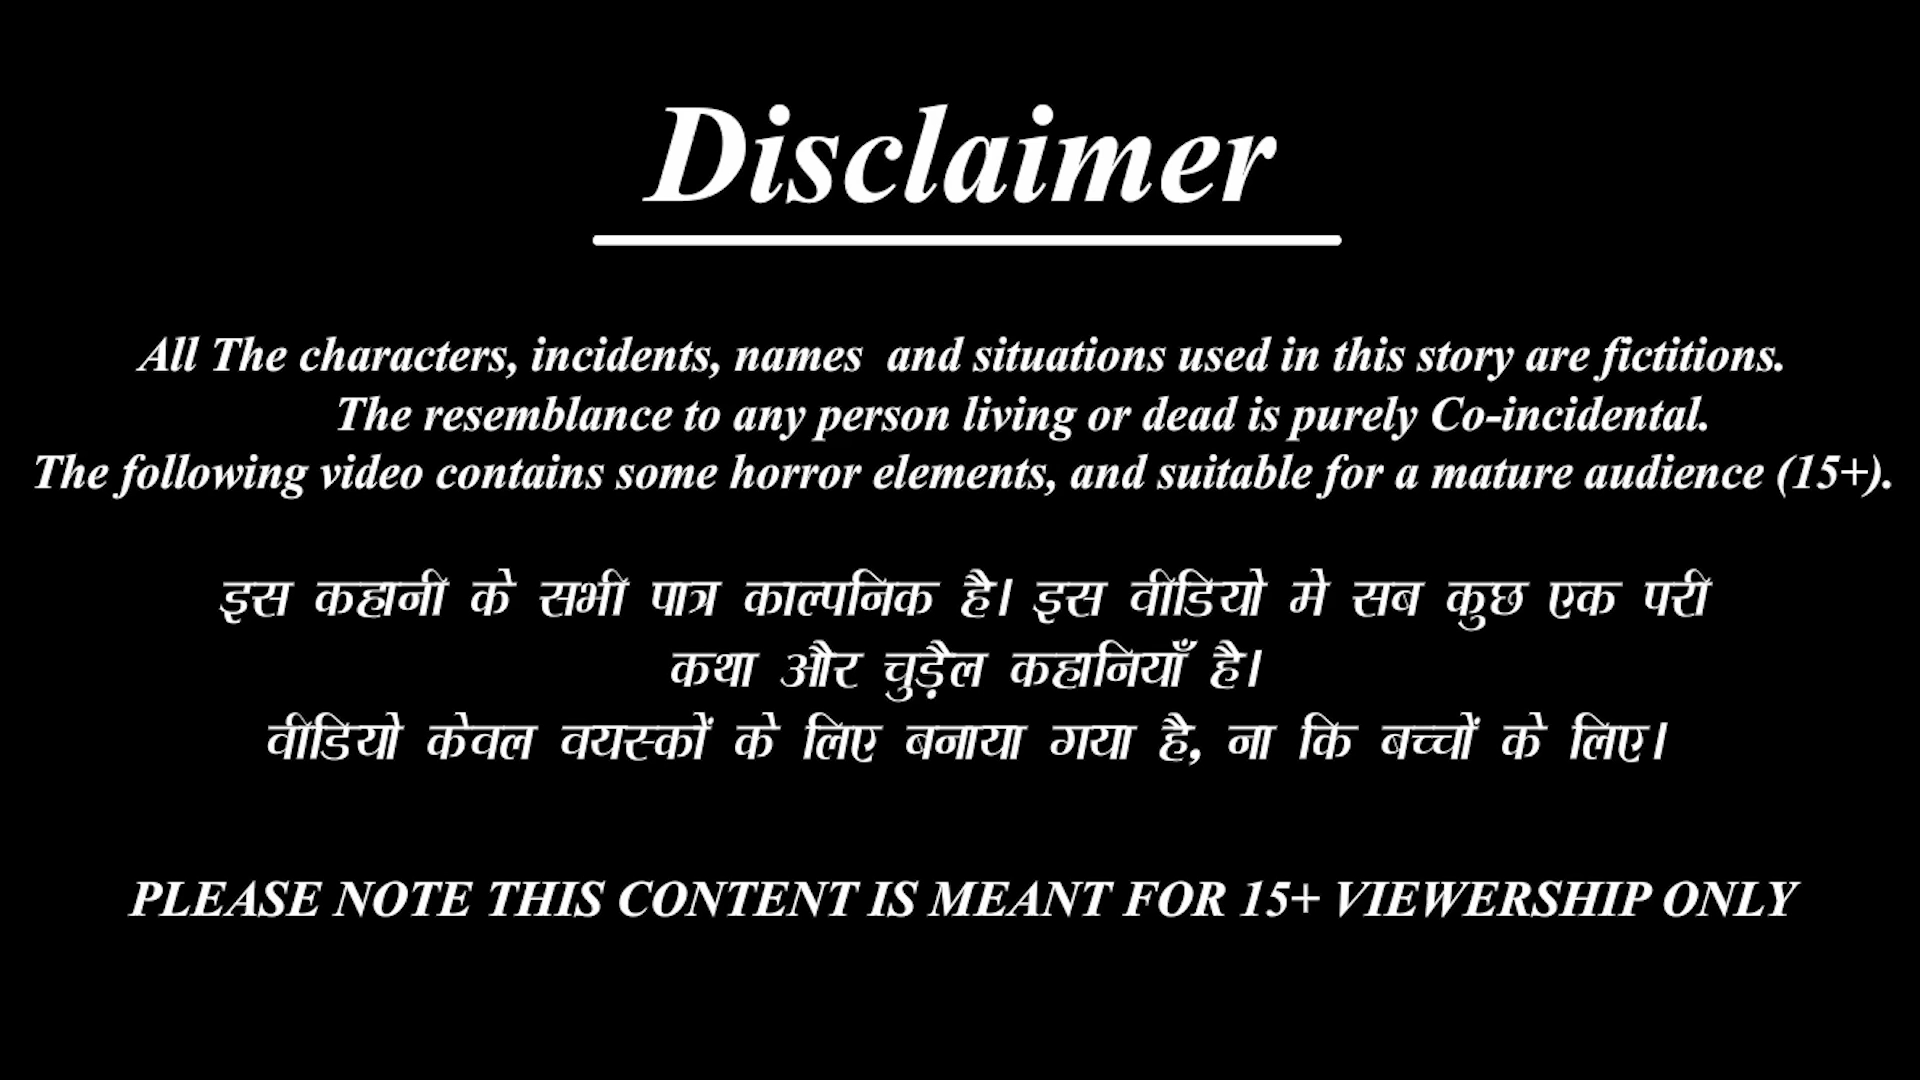 Disclaimer
All The characters, incidents, names and situations used in this story are fictitions.
The resemblance to any person living or dead is purely Co-incidental.
The following video contains some horror elements, and suitable for a mature audience (15+).
इस कहानी के सभी पात्र काल्पनिक है। इस वीडियो मे सब कुछ एक परी
कथा और चुड़ैल कहानियाँ है।
वीडियो केवल वयस्कों के लिए बनाया गया है, ना कि बच्चों के लिए।
PLEASE NOTE THIS CONTENT IS MEANT FOR 15+ VIEWERSHIP ONLY